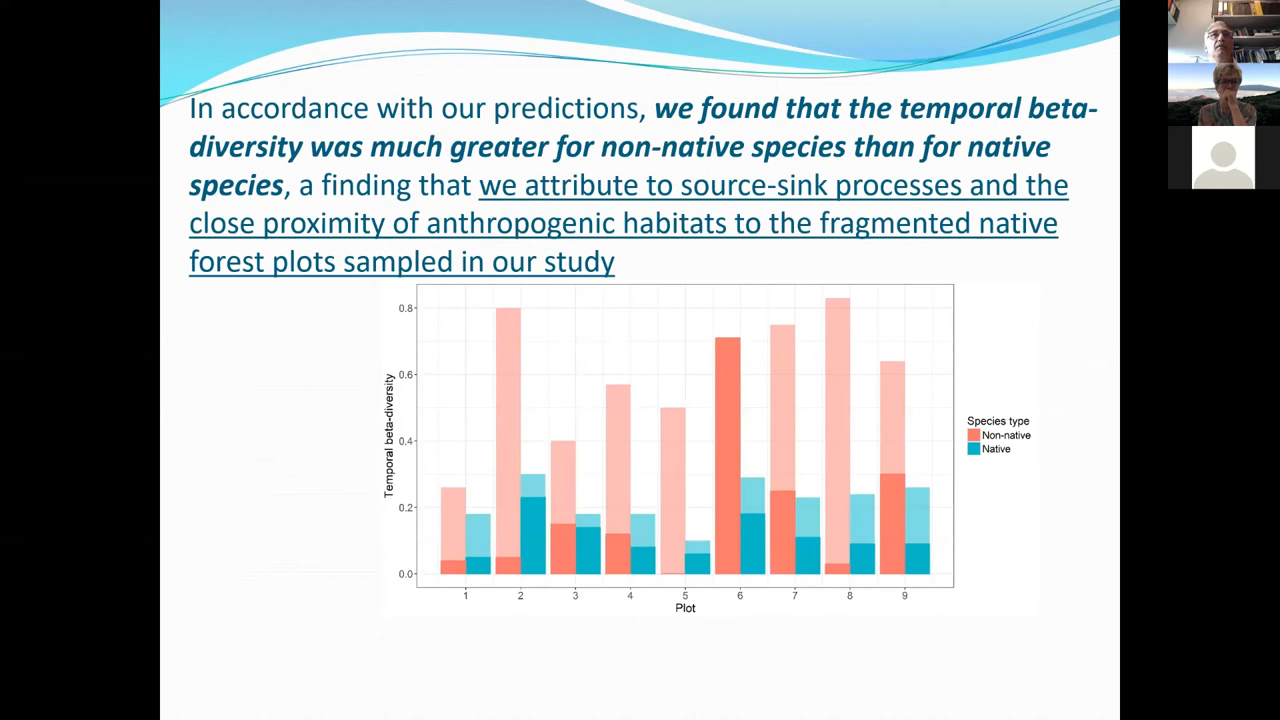 In accordance with our predictions, we found that the temporal beta-
diversity was much greater for non-native species than for native
species, a finding that we attribute to source-sink processes and the
close proximity of anthropogenic habitats to the fragmented native
forest plots sampled in our study
0.8
0.6
0.4
0.2
0.0
Temporal beta-diversity
1 2 3 4 5 6 7 8 9
Plot
Species type
Non-native
Native